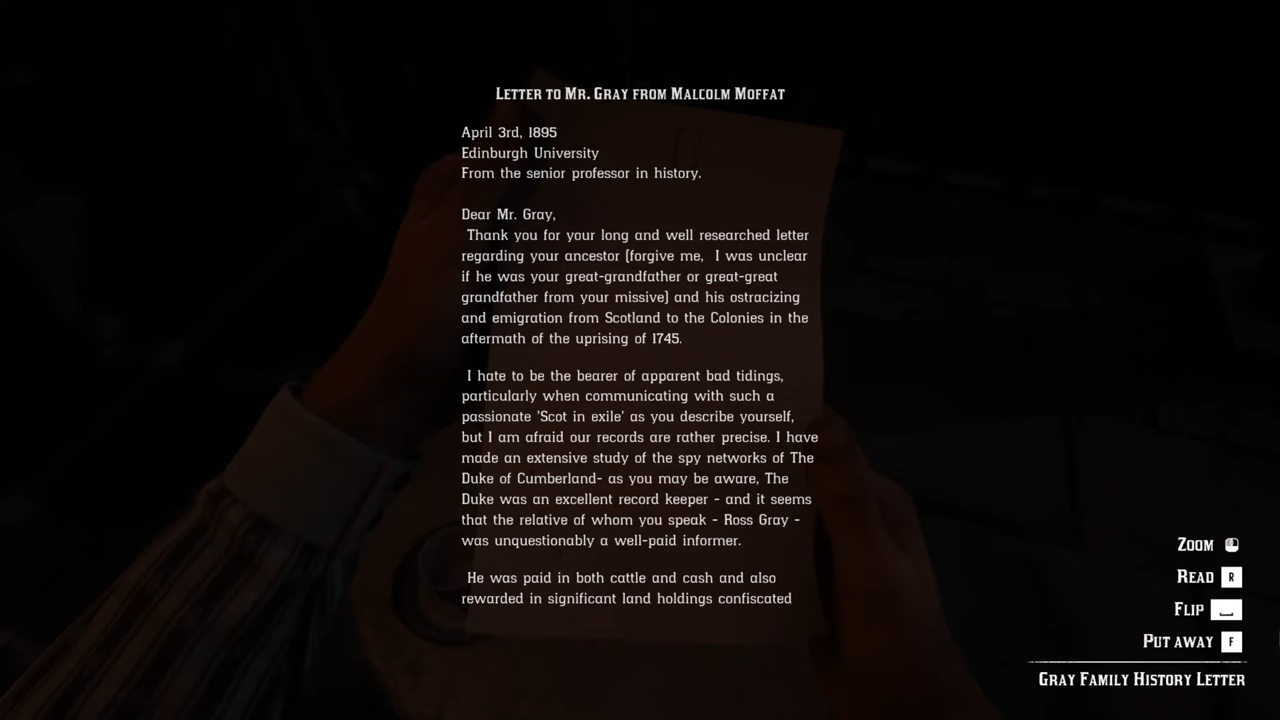 Letter to Mr. Gray from Malcolm Moffat
April 3rd, 1895
Edinburgh University
From the senior professor in history.
Dear Mr. Gray,
Thank you for your long and well researched letter
regarding your ancestor (forgive me, I was unclear
if he was your great-grandfather or great-great
grandfather from your missive) and his ostracizing
and emigration from Scotland to the Colonies in the
aftermath of the uprising of 1745.
I hate to be the bearer of apparent bad tidings,
particularly when communicating with such a
passionate 'Scot in exile' as you describe yourself,
but I am afraid our records are rather precise. I have
made an extensive study of the spy networks of The
Duke of Cumberland- as you may be aware, The
Duke was an excellent record keeper - and it seems
that the relative of whom you speak - Ross Gray -
was unquestionably a well-paid informer.
He was paid in both cattle and cash and also
rewarded in significant land holdings confiscated
Zoom
Read R
Flip
Put away F
Gray Family History Letter